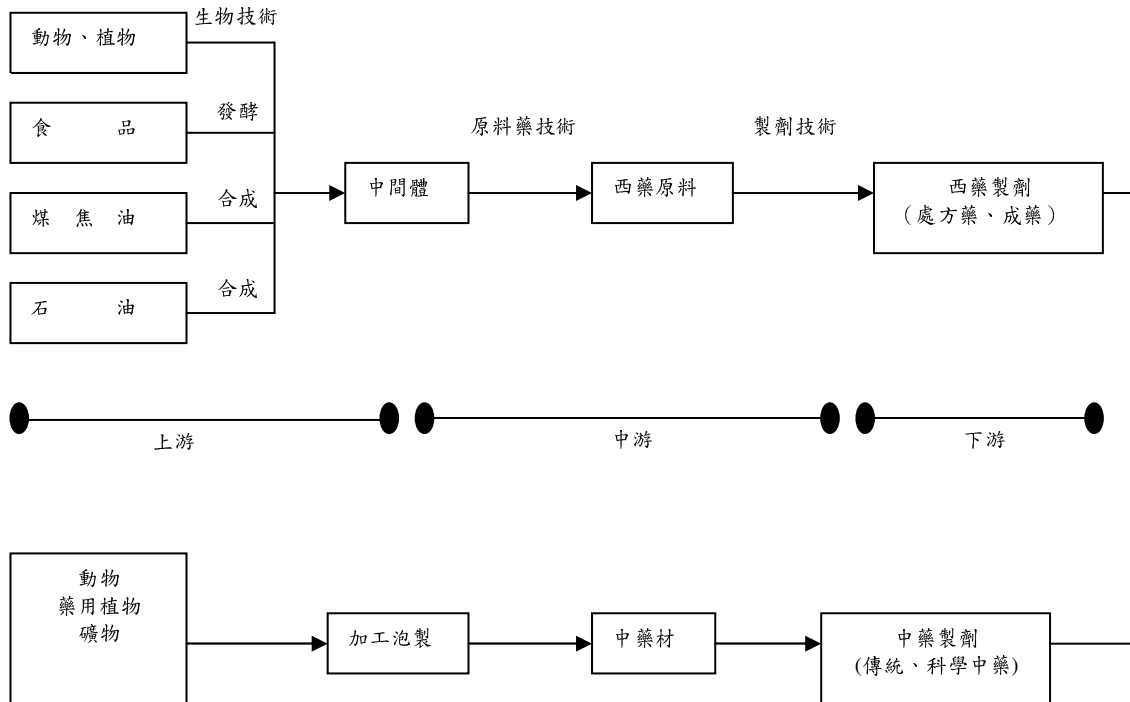 生物技術
動物、植物
發酵
食 品
原料藥技術
製劑技術
合成
煤 焦 油
中間體
西藥原料
西藥製劑
（處方藥、成藥）
合成
石 油
上游
中游
下游
動物
藥用植物
礦物
加工泡製
中藥材
中藥製劑
(傳統、科學中藥)